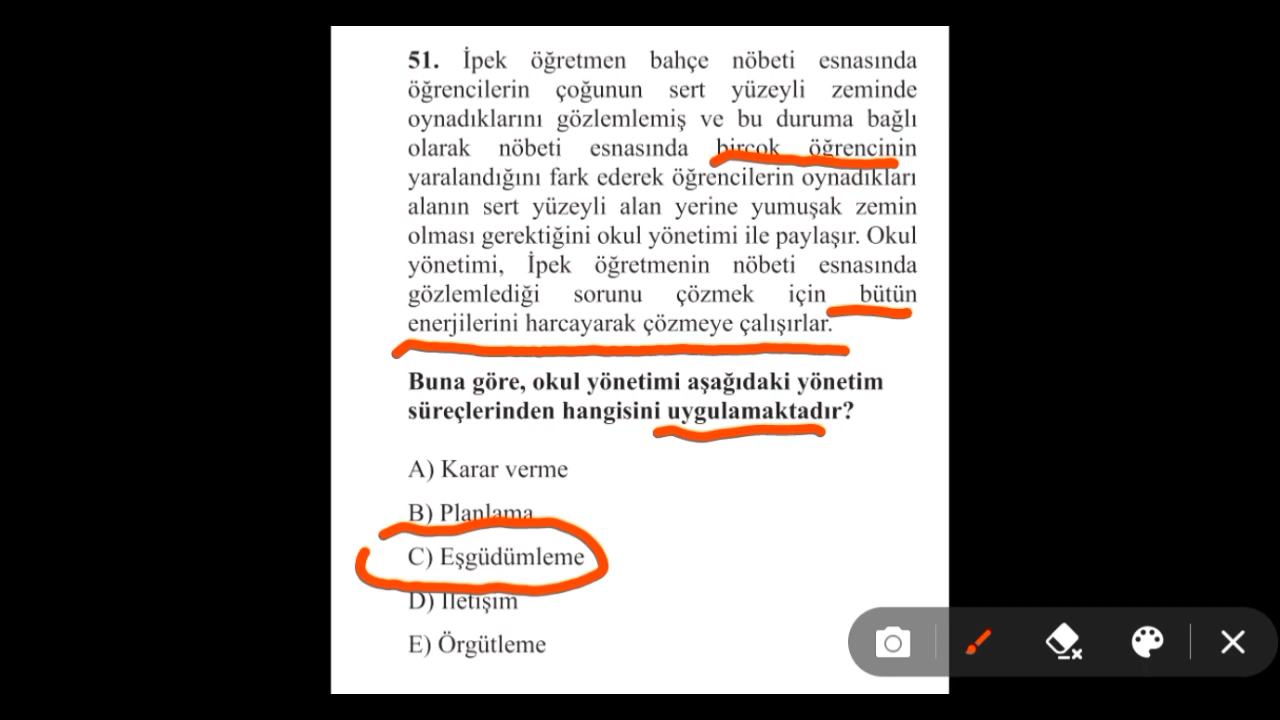 51. İpek öğretmen bahçe nöbeti esnasında
öğrencilerin çoğunun sert yüzeyli zeminde
oynadıklarını gözlemlemiş ve bu duruma bağlı
olarak nöbeti esnasında birçok öğrencinin
yaralandığını fark ederek öğrencilerin oynadıkları
alanın sert yüzeyli alan yerine yumuşak zemin
olması gerektiğini okul yönetimi ile paylaşır. Okul
yönetimi, İpek öğretmenin nöbeti esnasında
gözlemlediği sorunu çözmek için bütün
enerjilerini harcayarak çözmeye çalışırlar.
Buna göre, okul yönetimi aşağıdaki yönetim
süreçlerinden hangisini uygulamaktadır?
A) Karar verme
B) Planlama
C) Eşgüdümleme
D) İletişim
E) Örgütleme